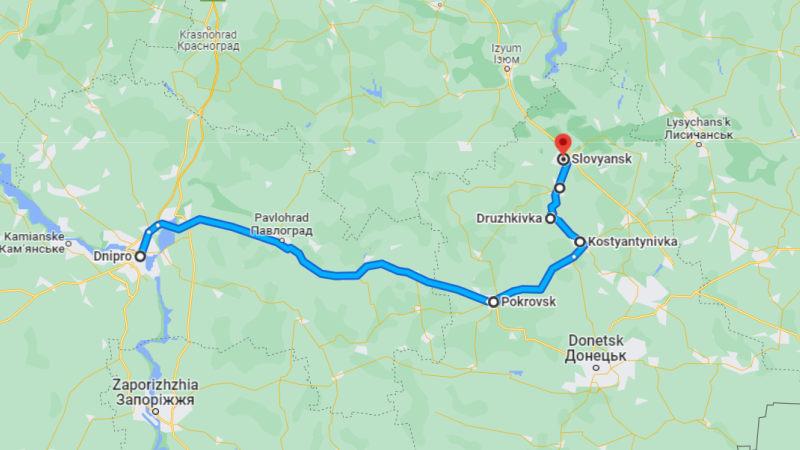 Krasnohrad
Красноград
Izyum
Ізюм
Lysychans'k
Лисичанськ
Slovyansk
Pavlohrad
Павлоград
Druzhkivka
Kamianske
Кам'янське
Kostyantynivka
Dnipro
Pokrovsk
Donetsk
Донецьк
Zaporizhzhia
Запоріжжя